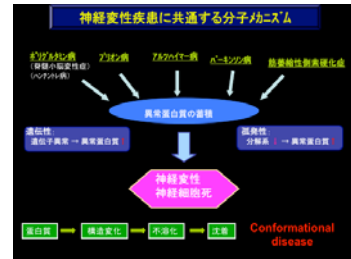 神経変性疾患に共通する分子メカニズム
ポリグルタミン病
(脊髄小脳変性症)
(ハンチントン病)
プリオン病
アルツハイマー病
パーキンソン病
筋萎縮性側索硬化症
異常蛋白質の蓄積
遺伝性:
遺伝子異常 → 異常蛋白質↑
孤発性:
分解系 ↓ → 異常蛋白質↑
神経変性
神経細胞死
蛋白質 → 構造変化 → 不溶化 → 沈着
Conformational
disease